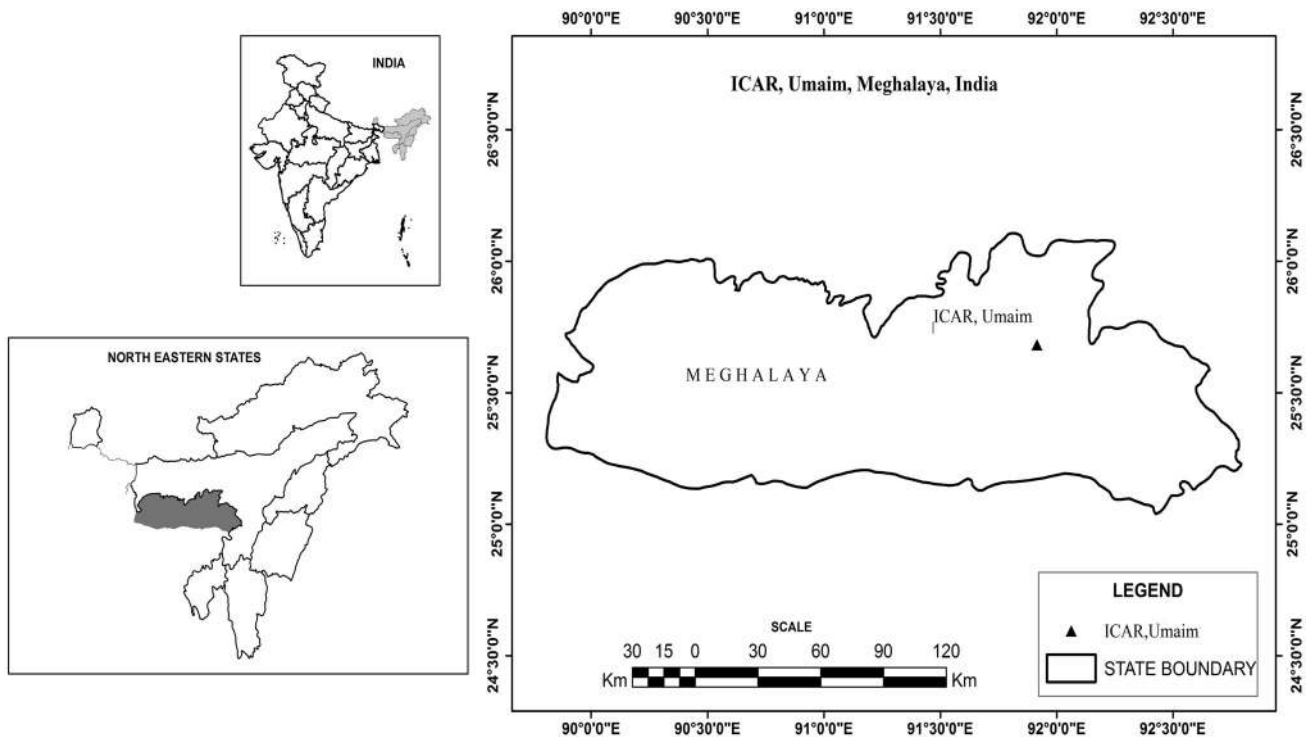 INDIA
NORTH EASTERN STATES
90°0'0"E 90°30'0"E 91°0'0"E 91°30'0"E 92°0'0"E 92°30'0"E
ICAR, Umaim, Meghalaya, India
26°30'0"N 26°30'0"N
26°0'0"N 26°0'0"N
ICAR, Umaim
MEGHALAYA
25°30'0"N 25°30'0"N
25°0'0"N 25°0'0"N
LEGEND
ICAR,Umaim
STATE BOUNDARY
SCALE
30 15 0 30 60 90 120
Km Km
24°30'0"N 24°30'0"N
90°0'0"E 90°30'0"E 91°0'0"E 91°30'0"E 92°0'0"E 92°30'0"E